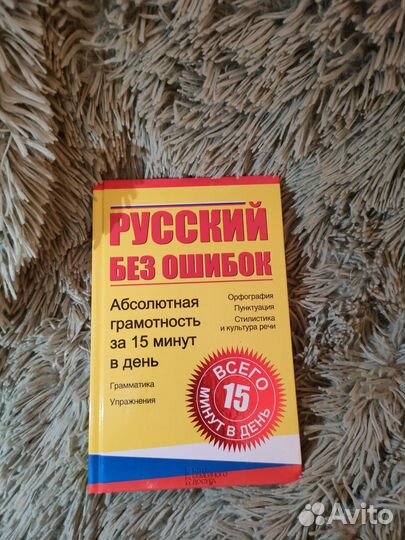 РУССКИЙ
БЕЗ ОШИБОК
Абсолютная
грамотность
за 15 минут
в день
Грамматика
Упражнения
Орфография
Пунктуация
Стилистика
и культура речи
ВСЕГО
15
МИНУТ В ДЕНЬ
Avito